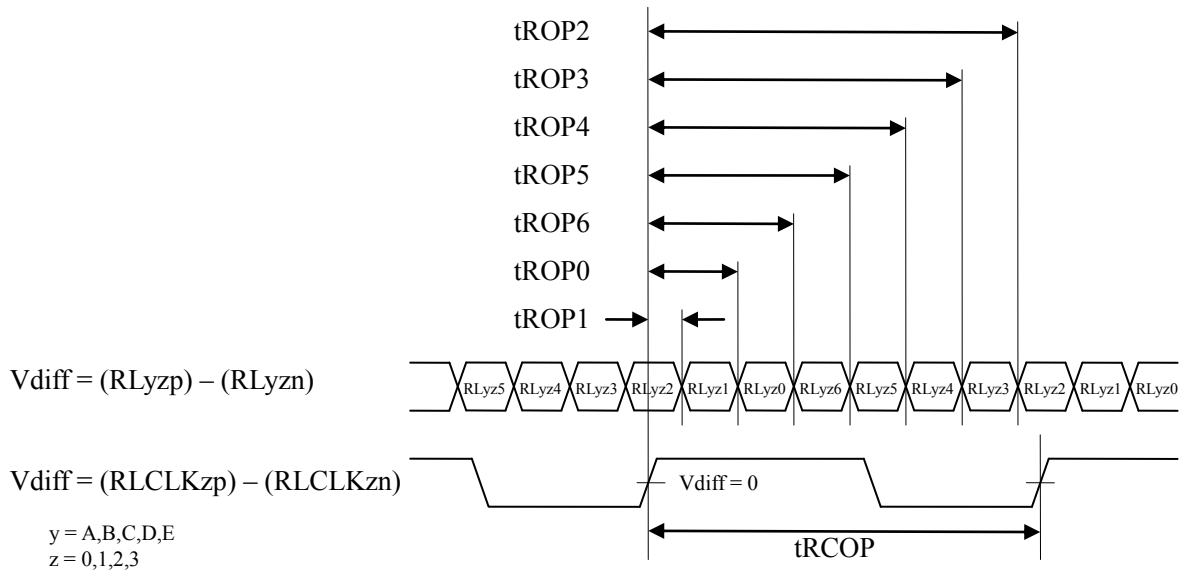 tROP2
tROP3
tROP4
tROP5
tROP6
tROP0
tROP1
Vdiff = (RLyzp) – (RLyzn)
RLyz5 RLyz4 RLyz3 RLyz2 RLyz1 RLyz0 RLyz6 RLyz5 RLyz4 RLyz3 RLyz2 RLyz1 RLyz0
Vdiff = (RLCLKzp) – (RLCLKzn)
Vdiff = 0
tRCOP
y = A,B,C,D,E
z = 0,1,2,3